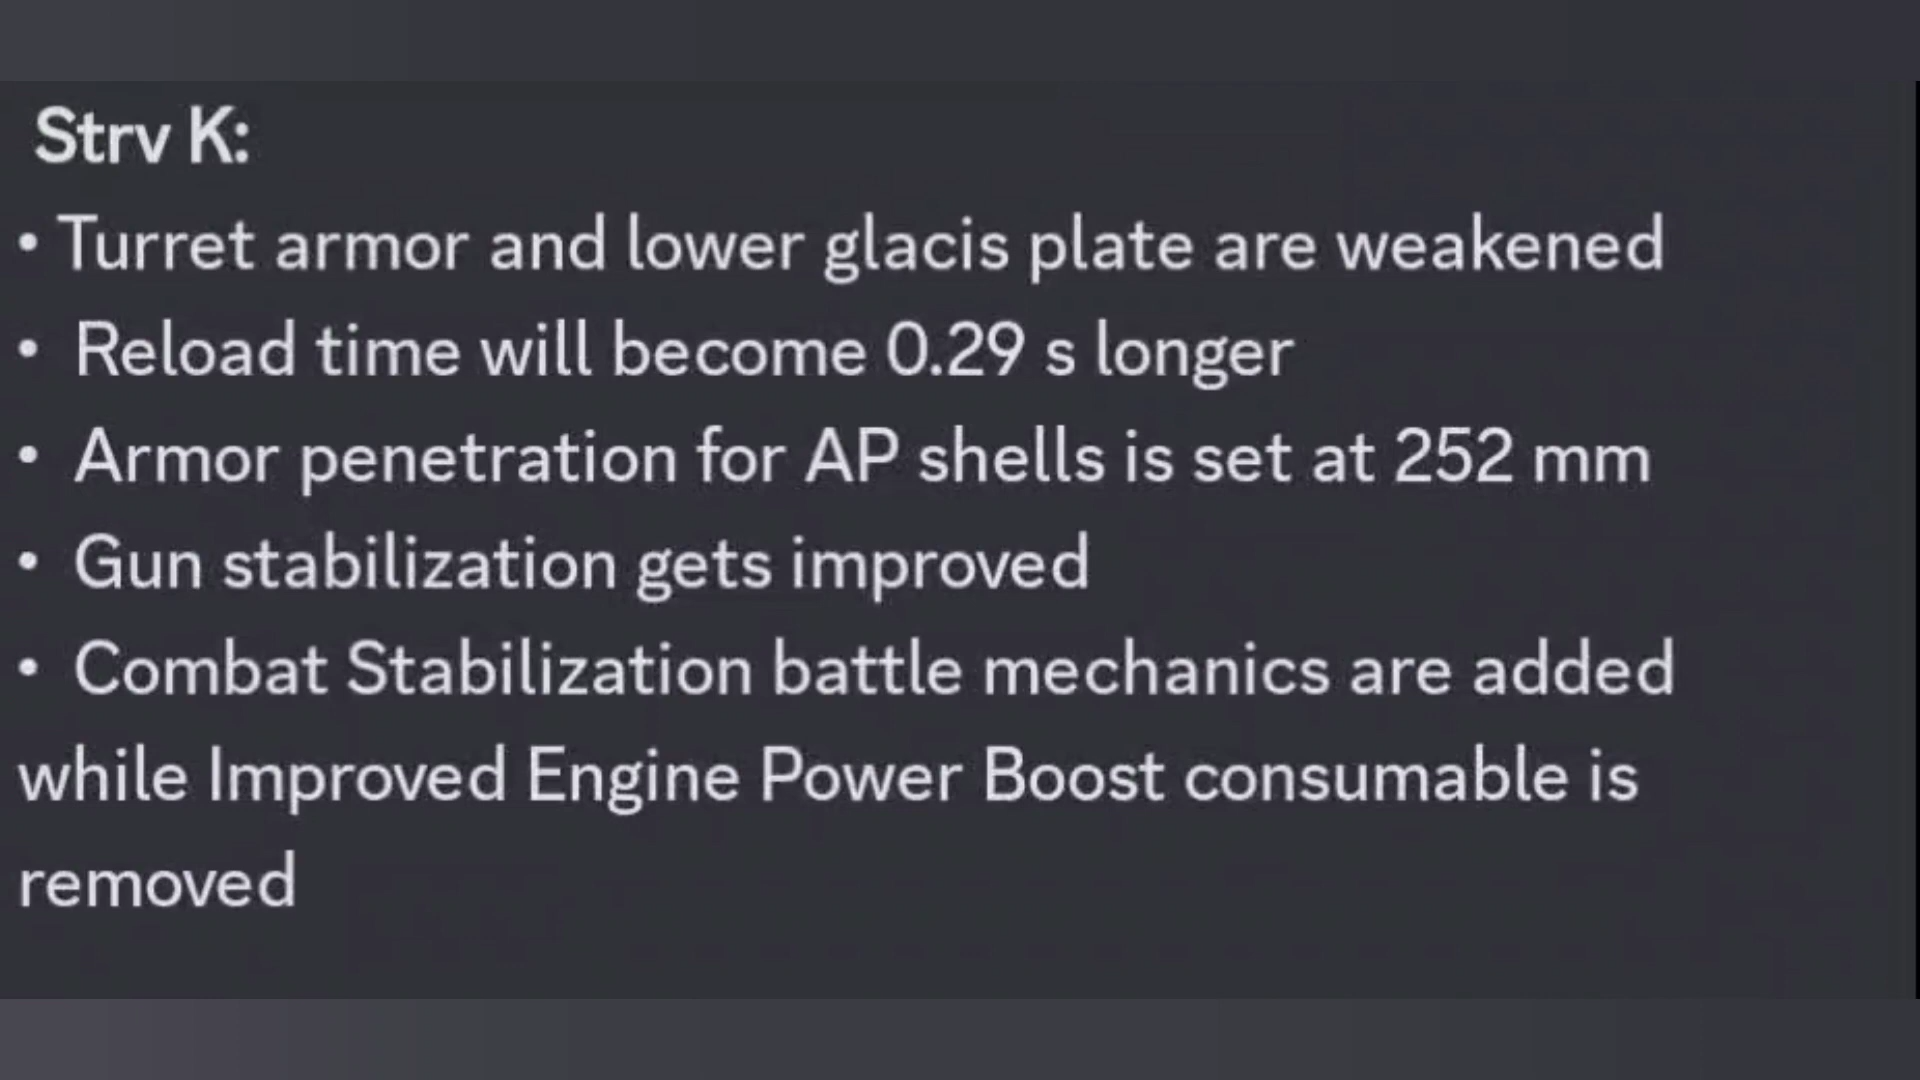 Strv K:
• Turret armor and lower glacis plate are weakened
• Reload time will become 0.29 s longer
• Armor penetration for AP shells is set at 252 mm
• Gun stabilization gets improved
• Combat Stabilization battle mechanics are added
while Improved Engine Power Boost consumable is
removed